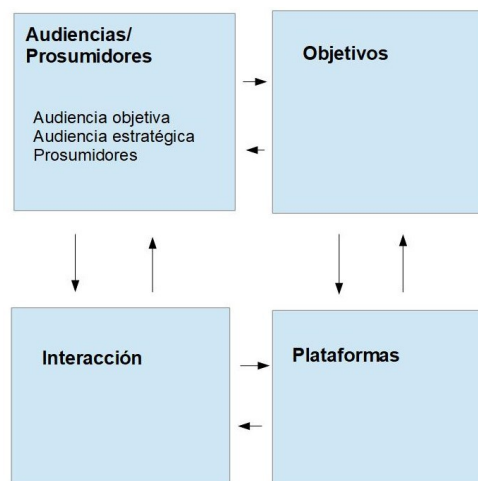 Audiencias/
Prosumidores
Audiencia objetiva
Audiencia estratégica
Prosumidores
Objetivos
Interacción
Plataformas